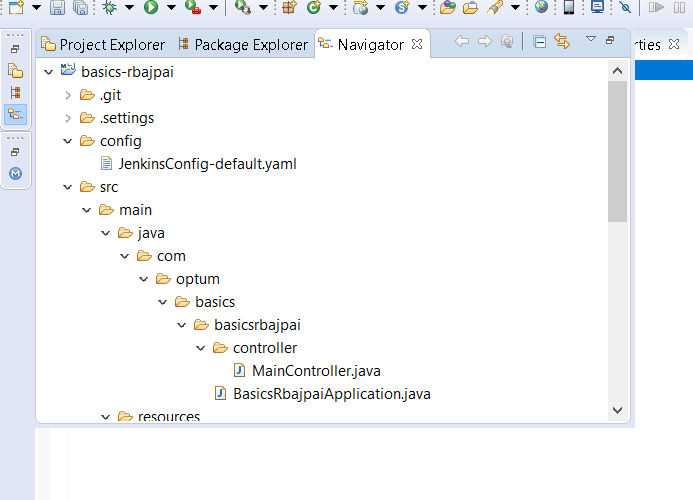 Project Explorer Package Explorer Navigator rties
basics-rbajpai
.git
.settings
config
JenkinsConfig-default.yaml
src
main
java
com
optum
basics
basicsrbajpai
controller
MainController.java
BasicsRbajpaiApplication.java
resources